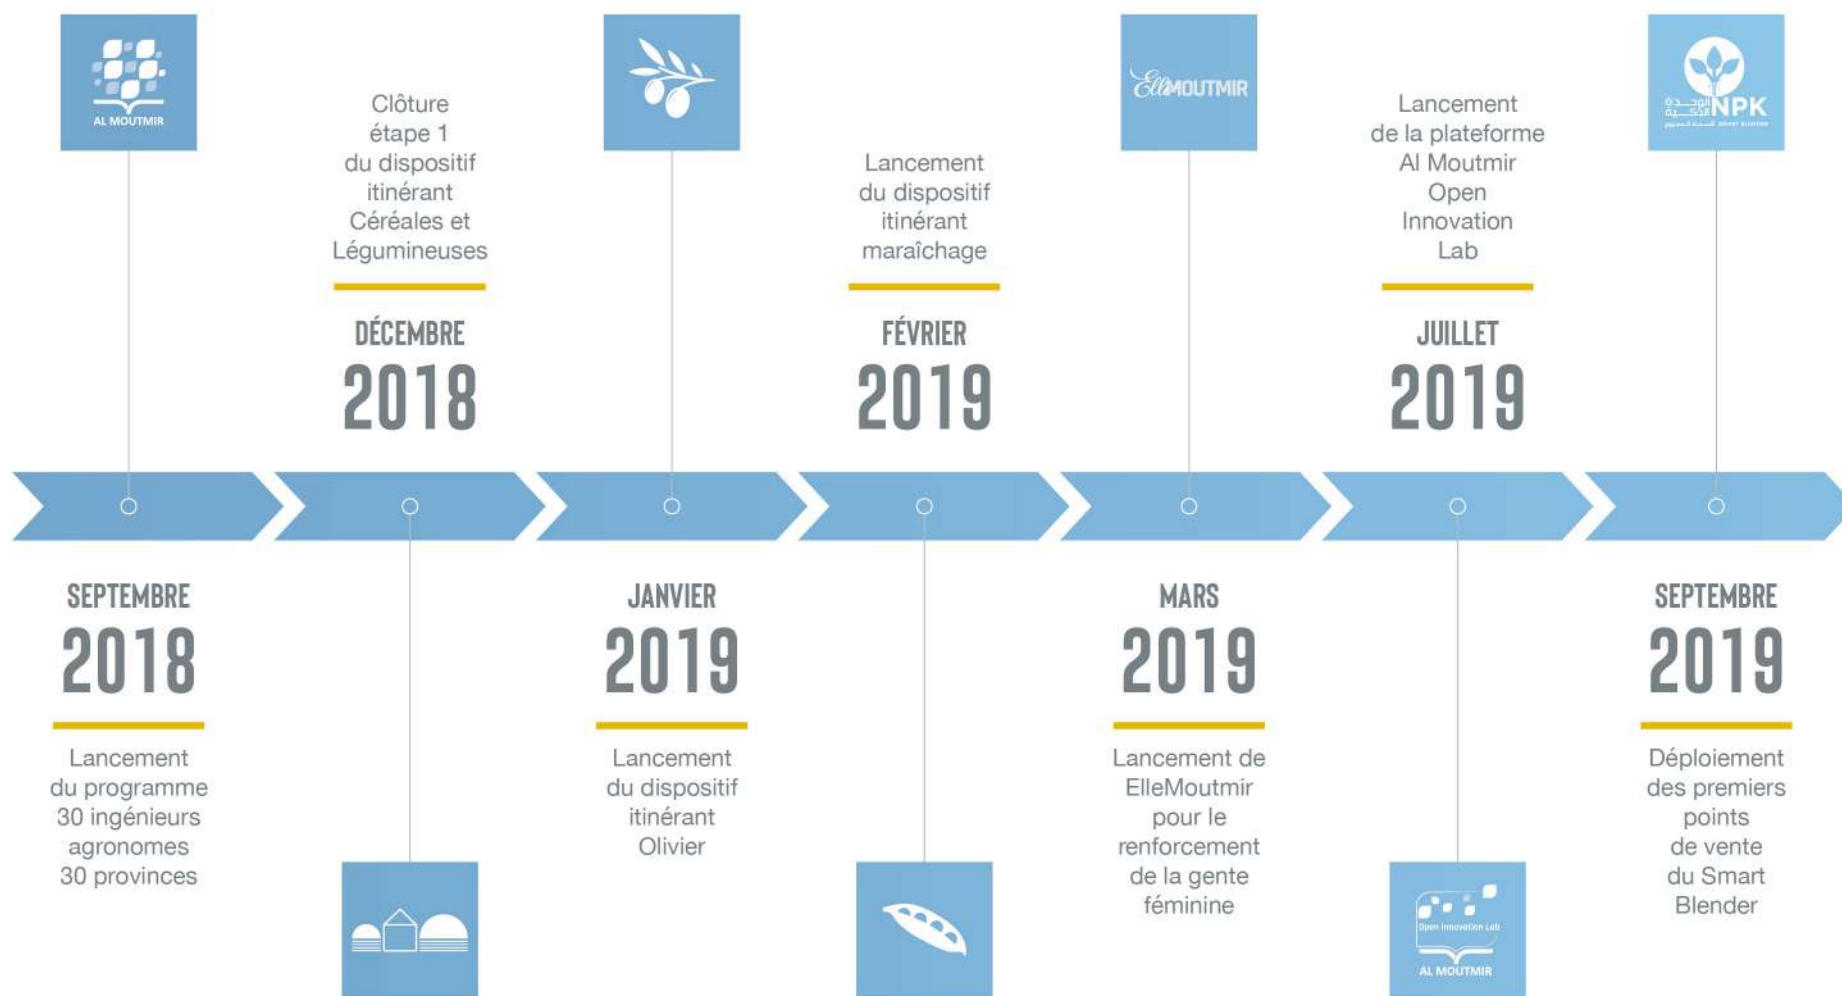 AL MOUTMIR
SEPTEMBRE
2018
Lancement
du programme
30 ingénieurs
agronomes
30 provinces
Clôture
étape 1
du dispositif
itinérant
Céréales et
Légumineuses
DÉCEMBRE
2018
JANVIER
2019
Lancement
du dispositif
itinérant
Olivier
Lancement
du dispositif
itinérant
maraîchage
FÉVRIER
2019
ElleMOUTMIR
MARS
2019
Lancement de
ElleMoutmir
pour le
renforcement
de la gente
féminine
Lancement
de la plateforme
Al Moutmir
Open
Innovation
Lab
JUILLET
2019
Open Innovation Lab
AL MOUTMIR
الوحدة
الذكية
NPK
SMART BLENDER
SEPTEMBRE
2019
Déploiement
des premiers
points
de vente
du Smart
Blender